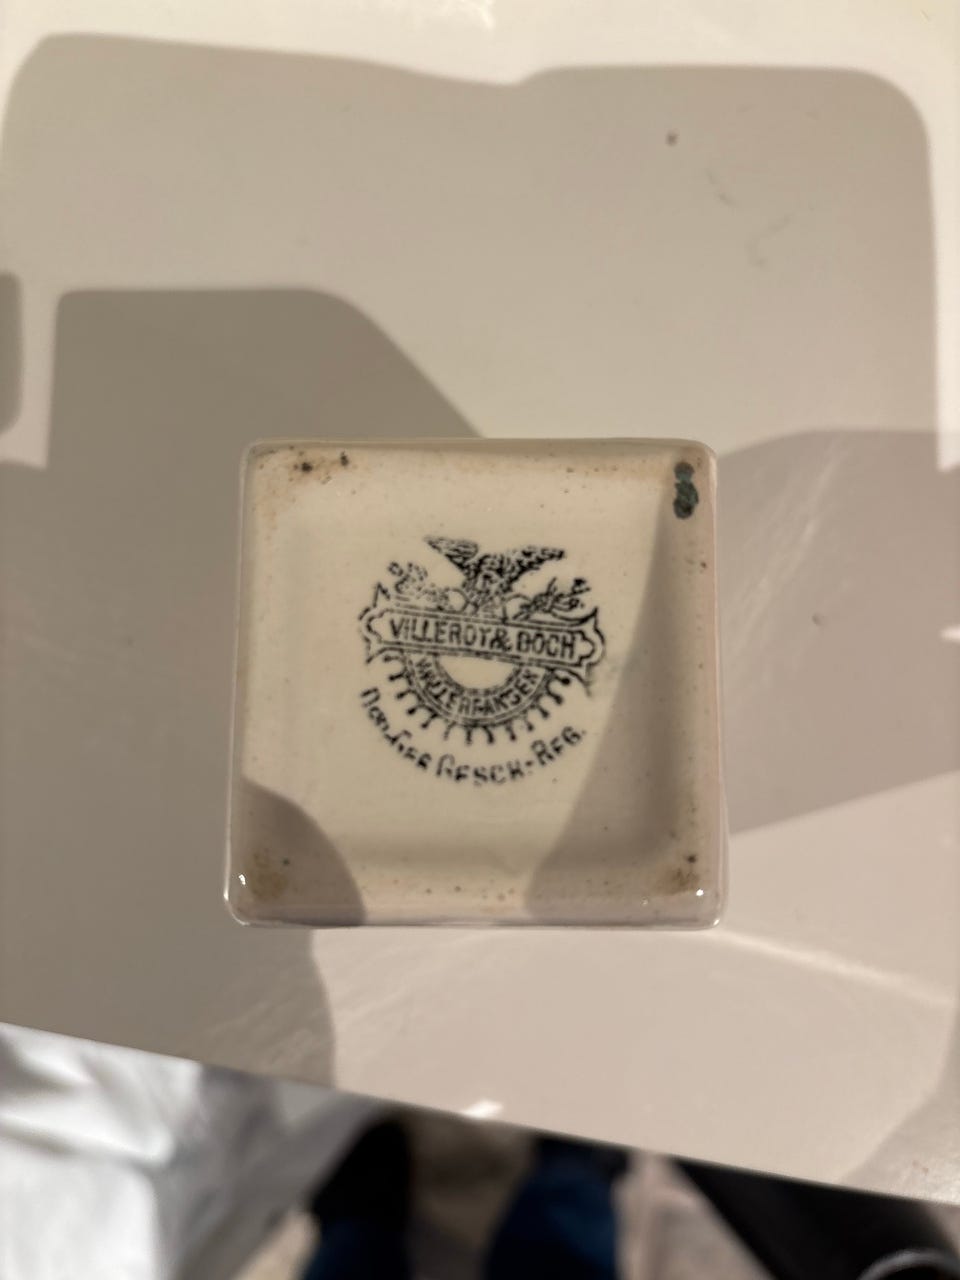 VILLEROY & BOCH
WALLERFANGEN
GESCH-REG.